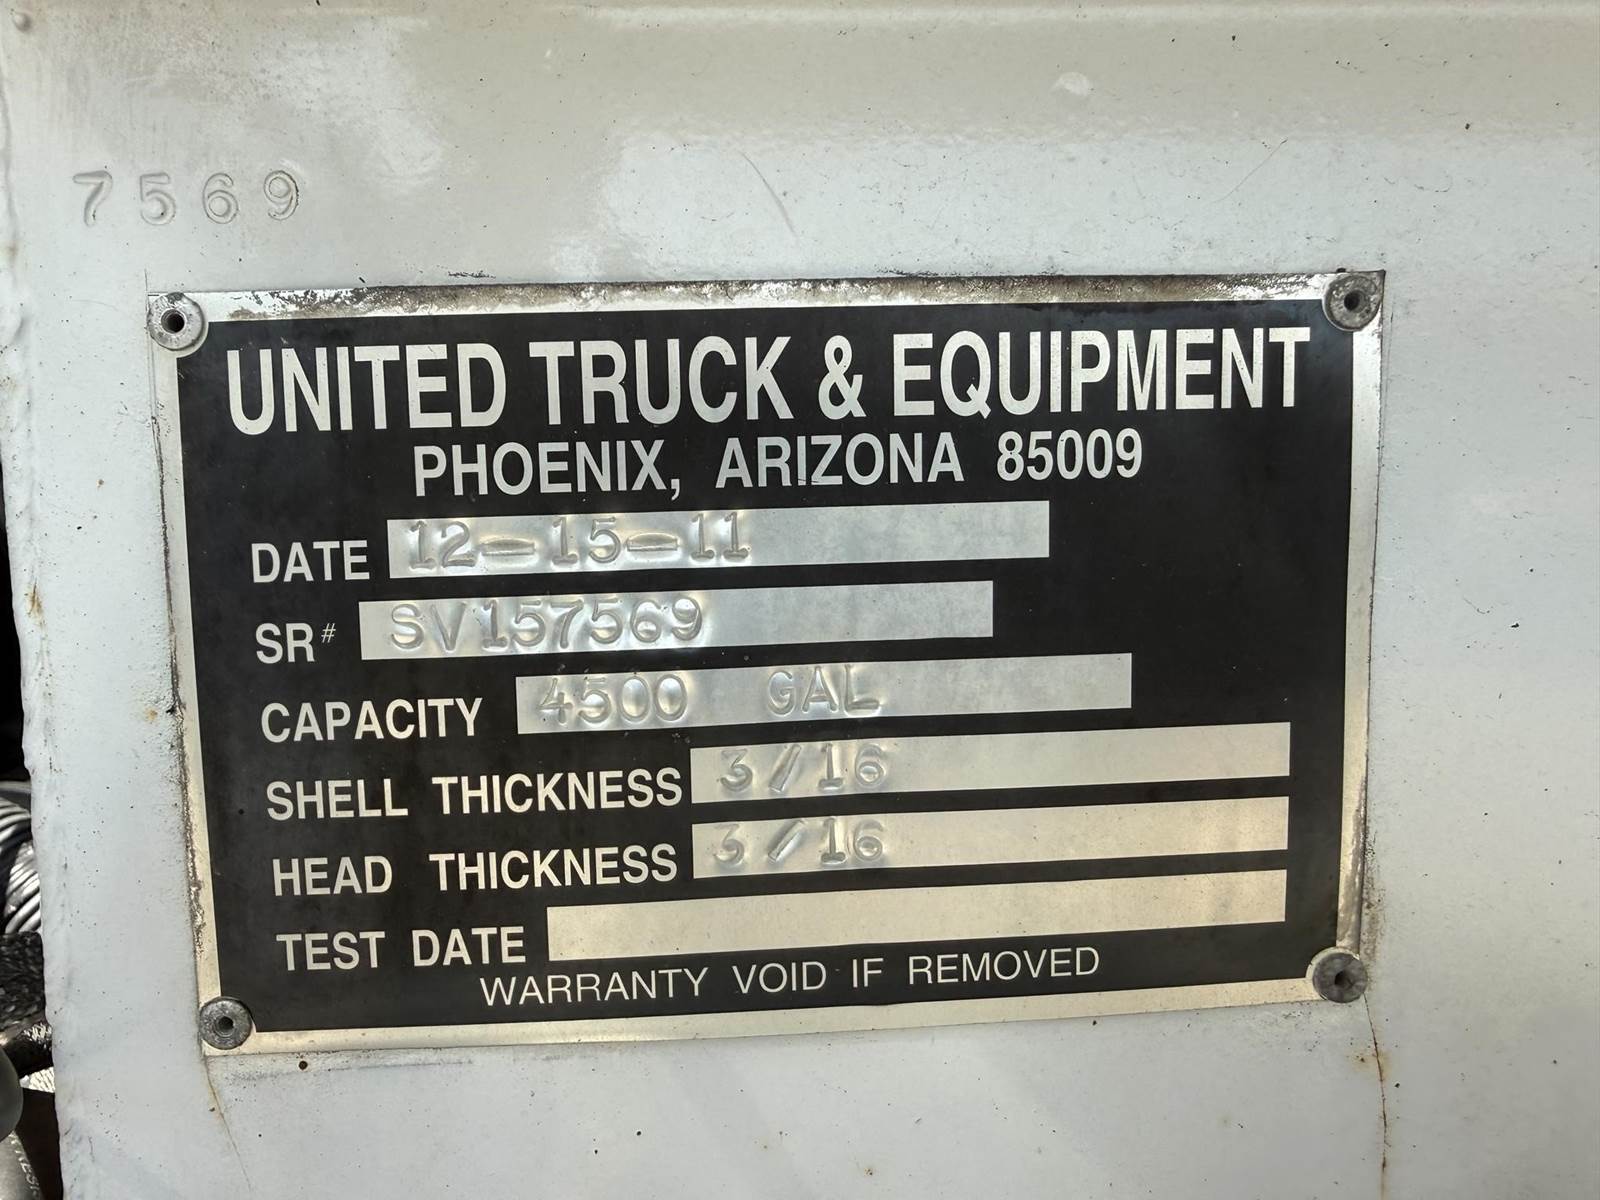 7569
UNITED TRUCK & EQUIPMENT
PHOENIX, ARIZONA 85009
DATE 12-15-11
SR# SV157569
CAPACITY 4500 GAL
SHELL THICKNESS 3/16
HEAD THICKNESS 3/16
TEST DATE
WARRANTY VOID IF REMOVED